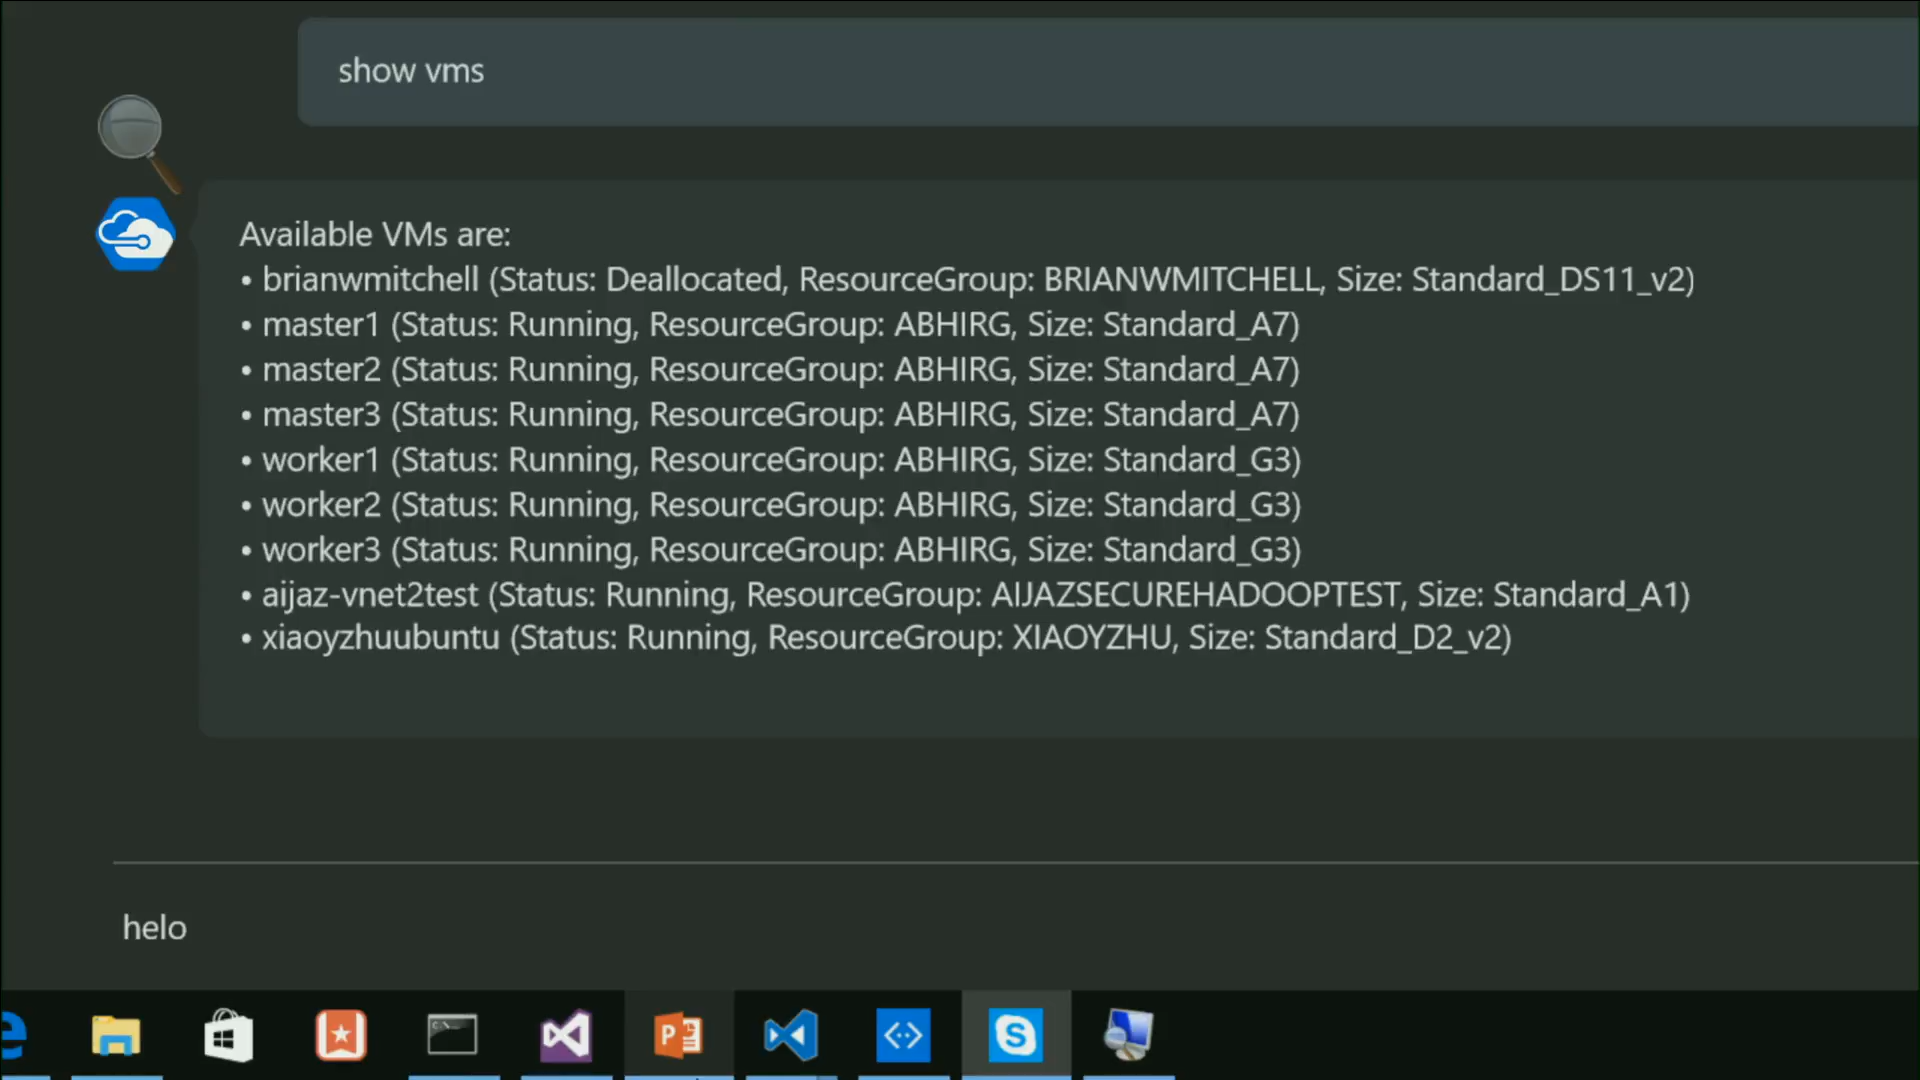 show vms
Available VMs are:
• brianwmitchell (Status: Deallocated, ResourceGroup: BRIANWMITCHELL, Size: Standard_DS11_v2)
• master1 (Status: Running, ResourceGroup: ABHIRG, Size: Standard_A7)
• master2 (Status: Running, ResourceGroup: ABHIRG, Size: Standard_A7)
• master3 (Status: Running, ResourceGroup: ABHIRG, Size: Standard_A7)
• worker1 (Status: Running, ResourceGroup: ABHIRG, Size: Standard_G3)
• worker2 (Status: Running, ResourceGroup: ABHIRG, Size: Standard_G3)
• worker3 (Status: Running, ResourceGroup: ABHIRG, Size: Standard_G3)
• aijaz-vnet2test (Status: Running, ResourceGroup: AIJAZSECUREHADOOPTEST, Size: Standard_A1)
• xiaoyzhuubuntu (Status: Running, ResourceGroup: XIAOYZHU, Size: Standard_D2_v2)
helo